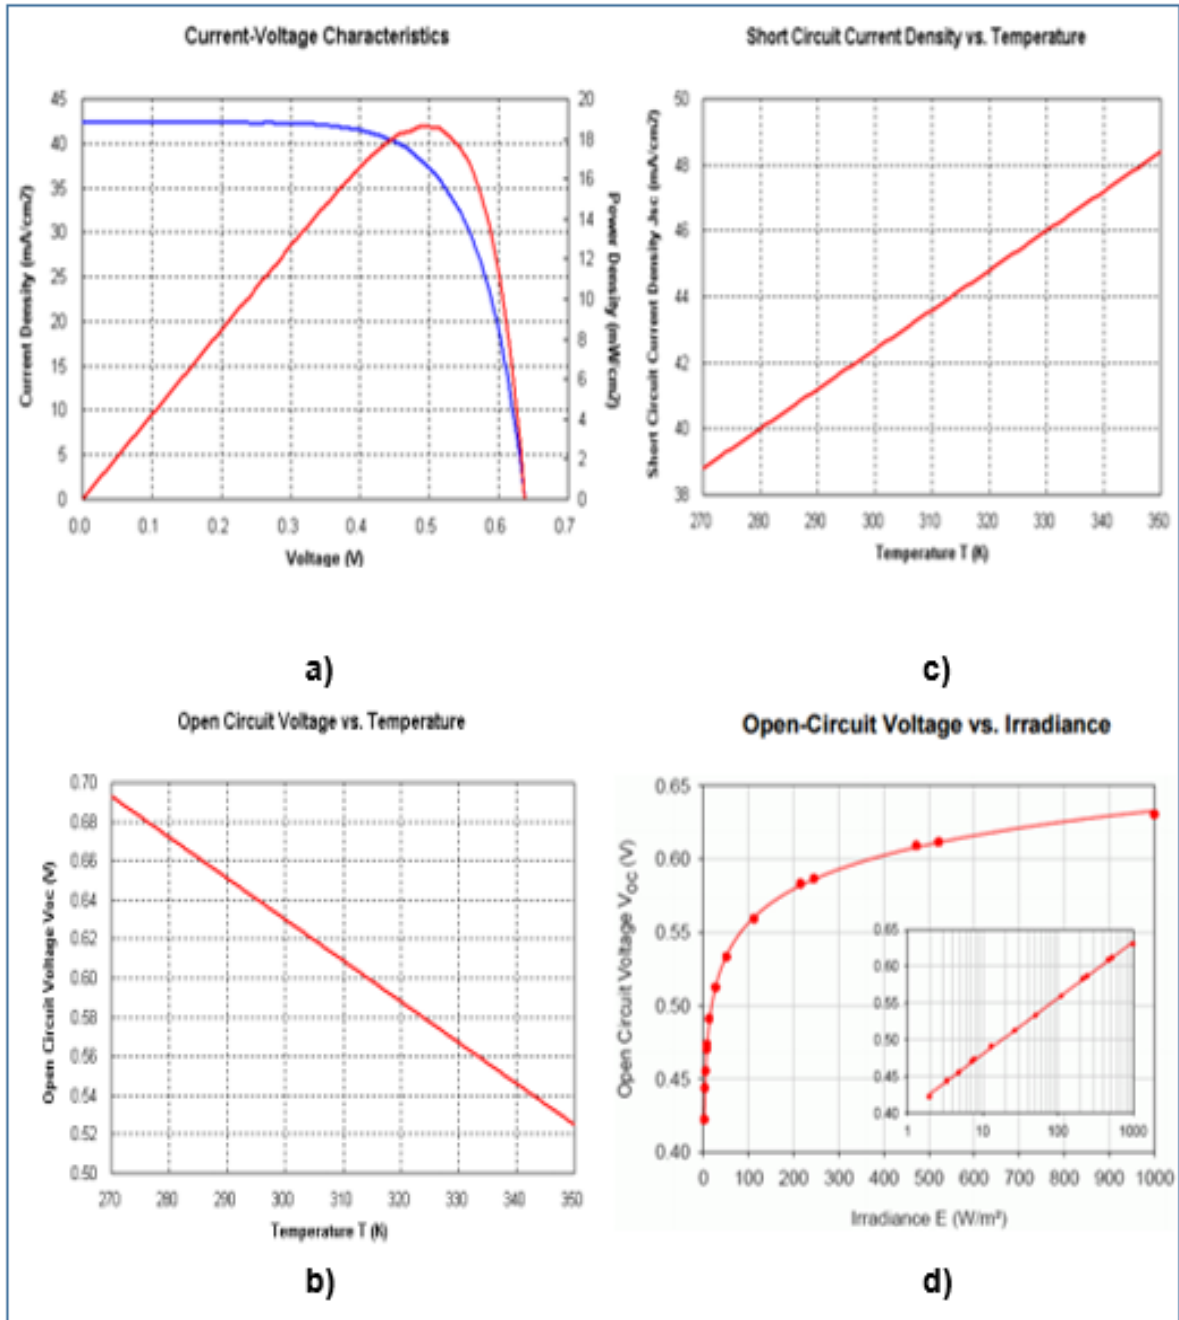 Current-Voltage Characteristics
45
40
35
30
25
20
15
10
5
0
Current Density (mA/cm2)
20
18
16
14
12
10
8
6
4
2
0
Power Density (mW/cm2)
0.0 0.1 0.2 0.3 0.4 0.5 0.6 0.7
Voltage (V)
a)
Short Circuit Current Density vs. Temperature
50
48
46
44
42
40
38
Short Circuit Current Density Jsc (mA/cm2)
270 280 290 300 310 320 330 340 350
Temperature T (K)
c)
Open Circuit Voltage vs. Temperature
0.70
0.68
0.66
0.64
0.62
0.60
0.58
0.56
0.54
0.52
0.50
Open Circuit Voltage Voc (V)
270 280 290 300 310 320 330 340 350
Temperature T (K)
b)
Open-Circuit Voltage vs. Irradiance
0.65
0.60
0.55
0.50
0.45
0.40
Open Circuit Voltage VOC (V)
0.65
0.60
0.55
0.50
0.45
0.40
1 10 100 1000
0 100 200 300 400 500 600 700 800 900 1000
Irradiance E (W/m²)
d)